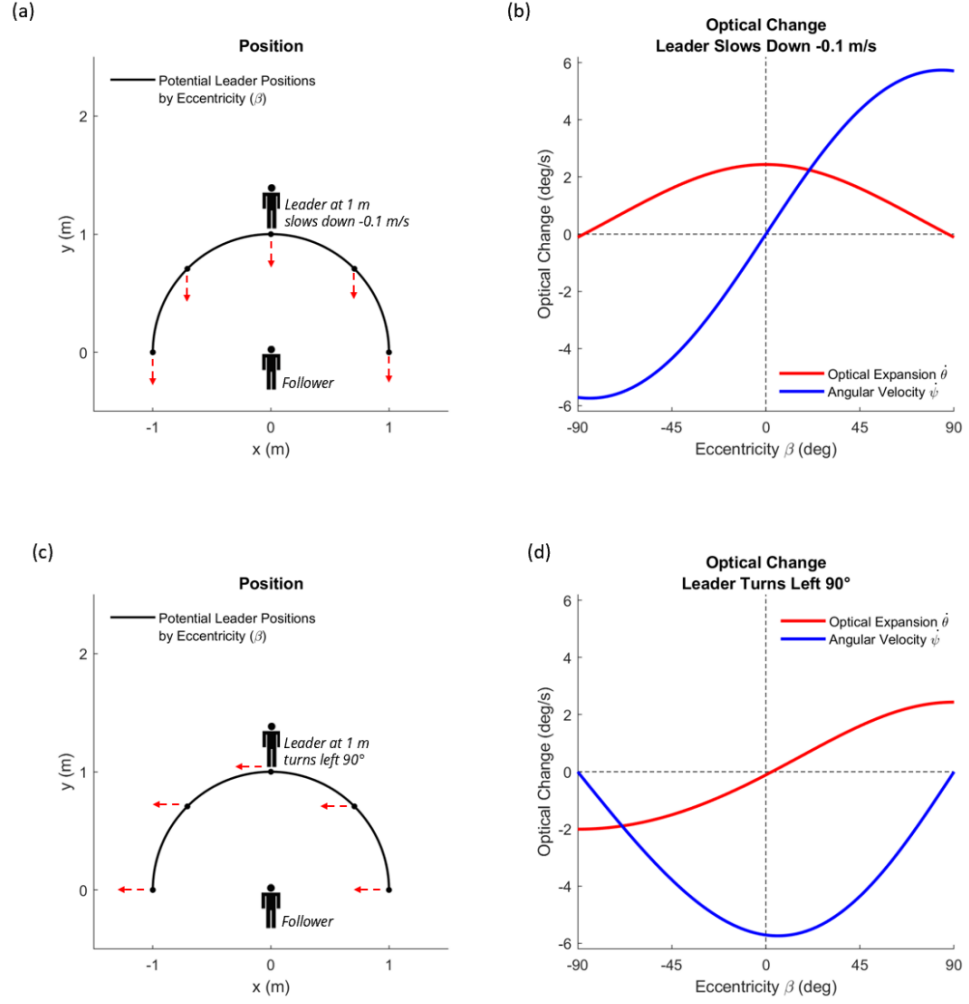 (a)
Position
Potential Leader Positions
by Eccentricity (β)
Leader at 1 m
slows down -0.1 m/s
Follower
y (m)
2
1
0
-1
0
1
x (m)
(b)
Optical Change
Leader Slows Down -0.1 m/s
Optical Change (deg/s)
6
4
2
0
-2
-4
-6
Optical Expansion θ̇
Angular Velocity ψ̇
-90
-45
0
45
90
Eccentricity β (deg)
(c)
Position
Potential Leader Positions
by Eccentricity (β)
Leader at 1 m
turns left 90°
Follower
y (m)
2
1
0
-1
0
1
x (m)
(d)
Optical Change
Leader Turns Left 90°
Optical Expansion θ̇
Angular Velocity ψ̇
Optical Change (deg/s)
6
4
2
0
-2
-4
-6
-90
-45
0
45
90
Eccentricity β (deg)